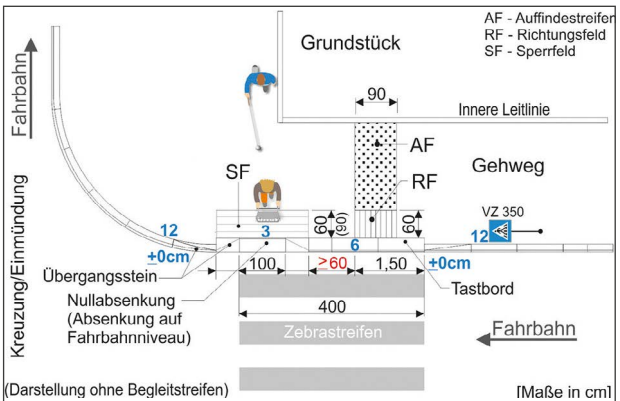 AF - Auffindestreifen
RF - Richtungsfeld
SF - Sperrfeld
Grundstück
Fahrbahn
90
Innere Leitlinie
AF
Gehweg
SF
RF
VZ 350
12
3
60
(90)
60
6
12
±0cm
Übergangsstein
100
≥60
1,50
±0cm
Tastbord
Nullabsenkung
(Absenkung auf
Fahrbahnniveau)
400
Zebrastreifen
Fahrbahn
Kreuzung/Einmündung
(Darstellung ohne Begleitstreifen)
[Maße in cm]